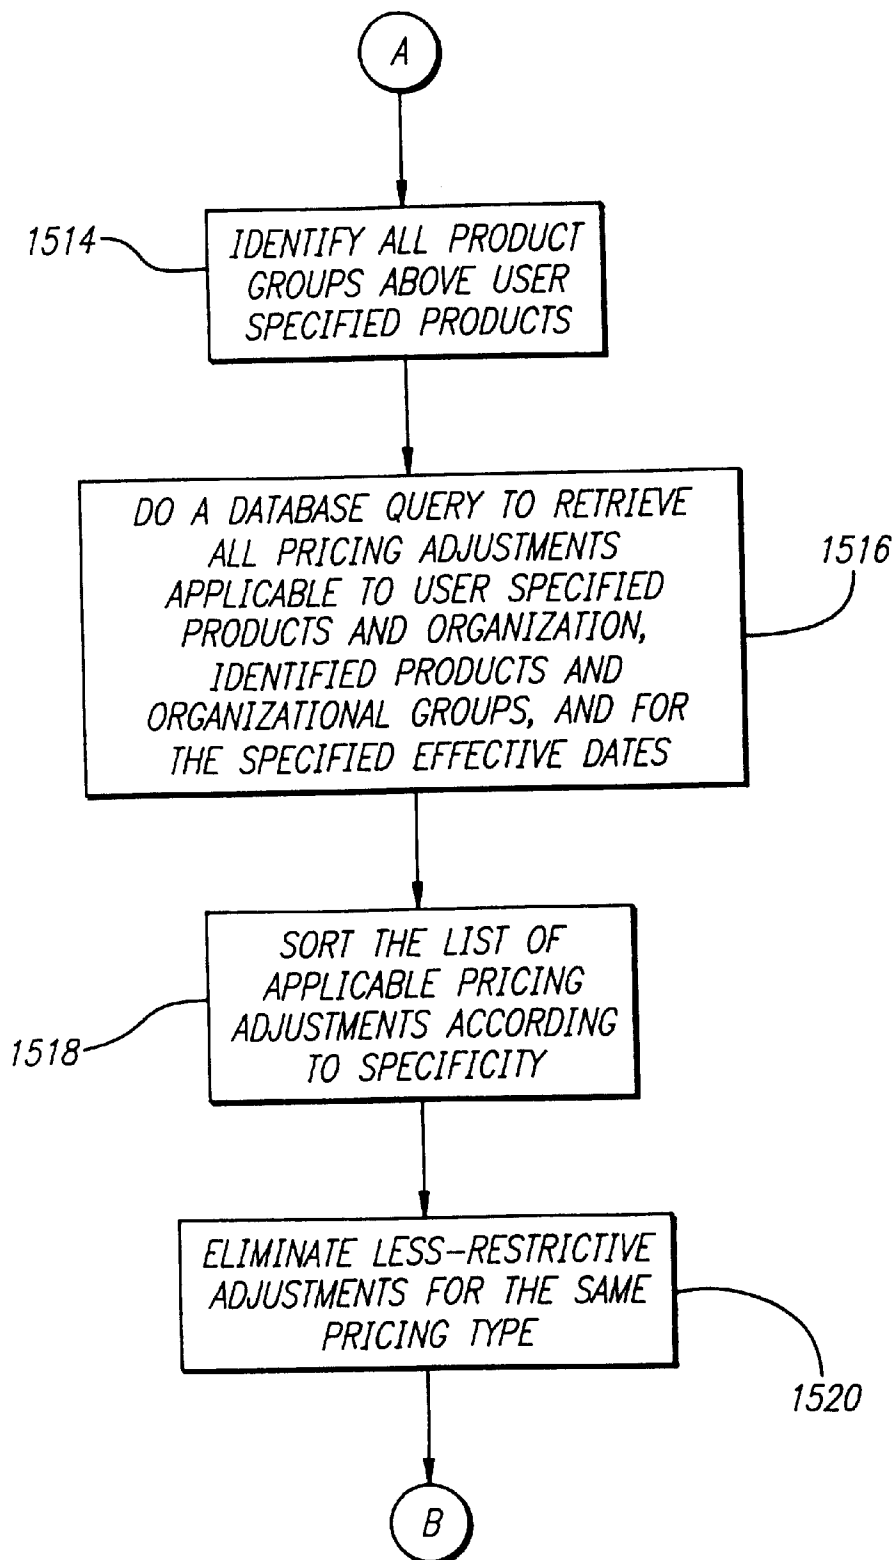 A
1514
IDENTIFY ALL PRODUCT
GROUPS ABOVE USER
SPECIFIED PRODUCTS
DO A DATABASE QUERY TO RETRIEVE
ALL PRICING ADJUSTMENTS
APPLICABLE TO USER SPECIFIED
PRODUCTS AND ORGANIZATION,
IDENTIFIED PRODUCTS AND
ORGANIZATIONAL GROUPS, AND FOR
THE SPECIFIED EFFECTIVE DATES
1516
SORT THE LIST OF
APPLICABLE PRICING
ADJUSTMENTS ACCORDING
TO SPECIFICITY
1518
ELIMINATE LESS-RESTRICTIVE
ADJUSTMENTS FOR THE SAME
PRICING TYPE
1520
B